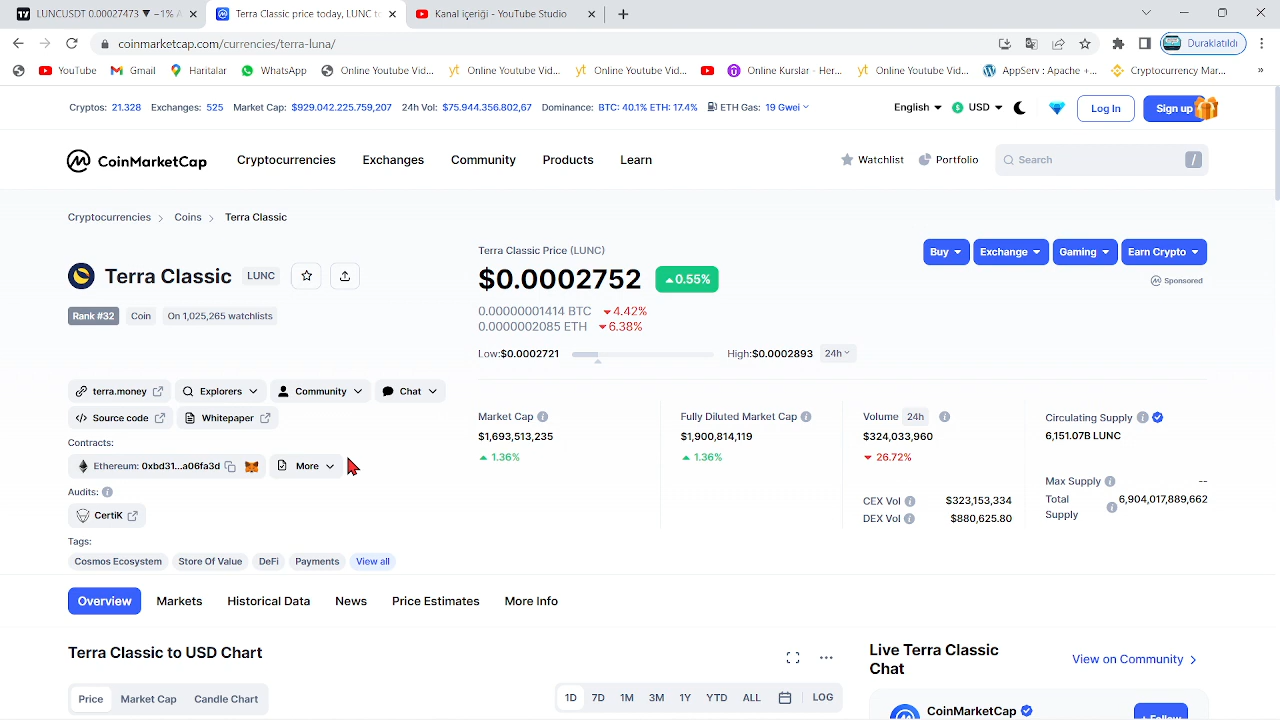 LUNCUSDT 0.0002473 ▼ −1%
Terra Classic price today, LUNC to
Kanal içeriği - YouTube Studio
coinmarketcap.com/currencies/terra-luna/
Duraklatıldı
YouTube
Gmail
Haritalar
WhatsApp
Online Youtube Vid...
Online Youtube Vid...
Online Youtube Vid...
Online Kurslar - Her...
Online Youtube Vid...
AppServ : Apache +...
Cryptocurrency Mar...
»
Cryptos: 21.328 Exchanges: 525 Market Cap: $929.042.225.759,207 24h Vol: $75.944.356.802,67 Dominance: BTC: 40.1% ETH: 17.4% ETH Gas: 19 Gwei
English USD Log In Sign up
CoinMarketCap Cryptocurrencies Exchanges Community Products Learn
Watchlist Portfolio Search /
Cryptocurrencies > Coins > Terra Classic
Terra Classic LUNC
Rank #32 Coin On 1,025,265 watchlists
terra.money Explorers Community Chat
Source code Whitepaper
Contracts:
Ethereum: 0xbd31...a06fa3d More
Audits:
CertiK
Tags:
Cosmos Ecosystem Store Of Value DeFi Payments View all
Terra Classic Price (LUNC)
$0.0002752 0.55%
0.00000001414 BTC 4.42%
0.0000002085 ETH 6.38%
Low:$0.0002721 High:$0.0002893 24h
Buy Exchange Gaming Earn Crypto
Sponsored
Market Cap
$1,693,513,235
1.36%
Fully Diluted Market Cap
$1,900,814,119
1.36%
Volume 24h
$324,033,960
26.72%
CEX Vol $323,153,334
DEX Vol $880,625.80
Circulating Supply
6,151.07B LUNC
Max Supply --
Total Supply 6,904,017,889,662
Overview Markets Historical Data News Price Estimates More Info
Terra Classic to USD Chart
Price Market Cap Candle Chart
1D 7D 1M 3M 1Y YTD ALL LOG
Live Terra Classic
Chat
View on Community >
CoinMarketCap
+ Follow